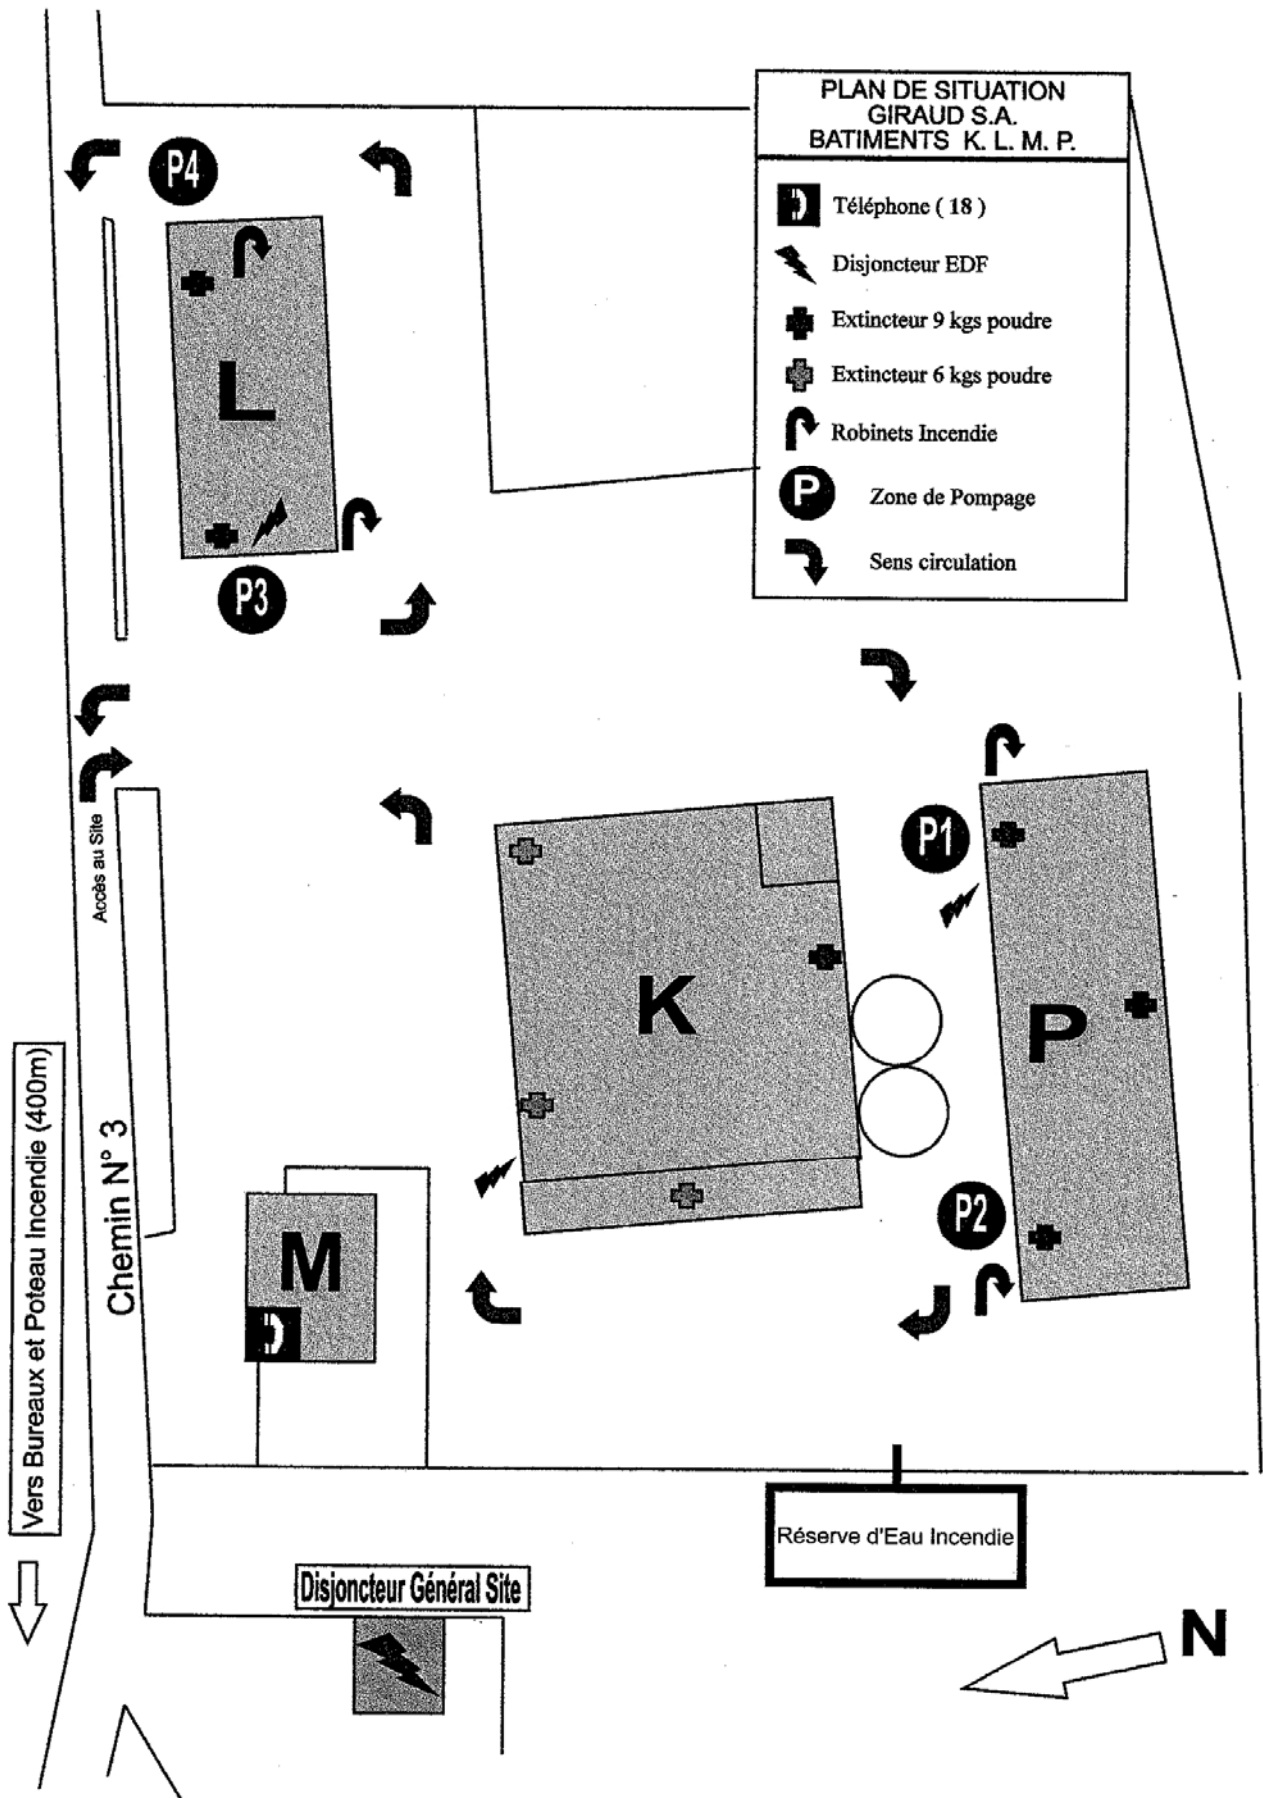 PLAN DE SITUATION
GIRAUD S.A.
BATIMENTS K. L. M. P.
Téléphone ( 18 )
Disjoncteur EDF
Extincteur 9 kgs poudre
Extincteur 6 kgs poudre
Robinets Incendie
P
Zone de Pompage
Sens circulation
P4
L
P3
Accès au Site
P1
K
P
P2
M
Chemin N° 3
Vers Bureaux et Poteau Incendie (400m)
Réserve d'Eau Incendie
Disjoncteur Général Site
N